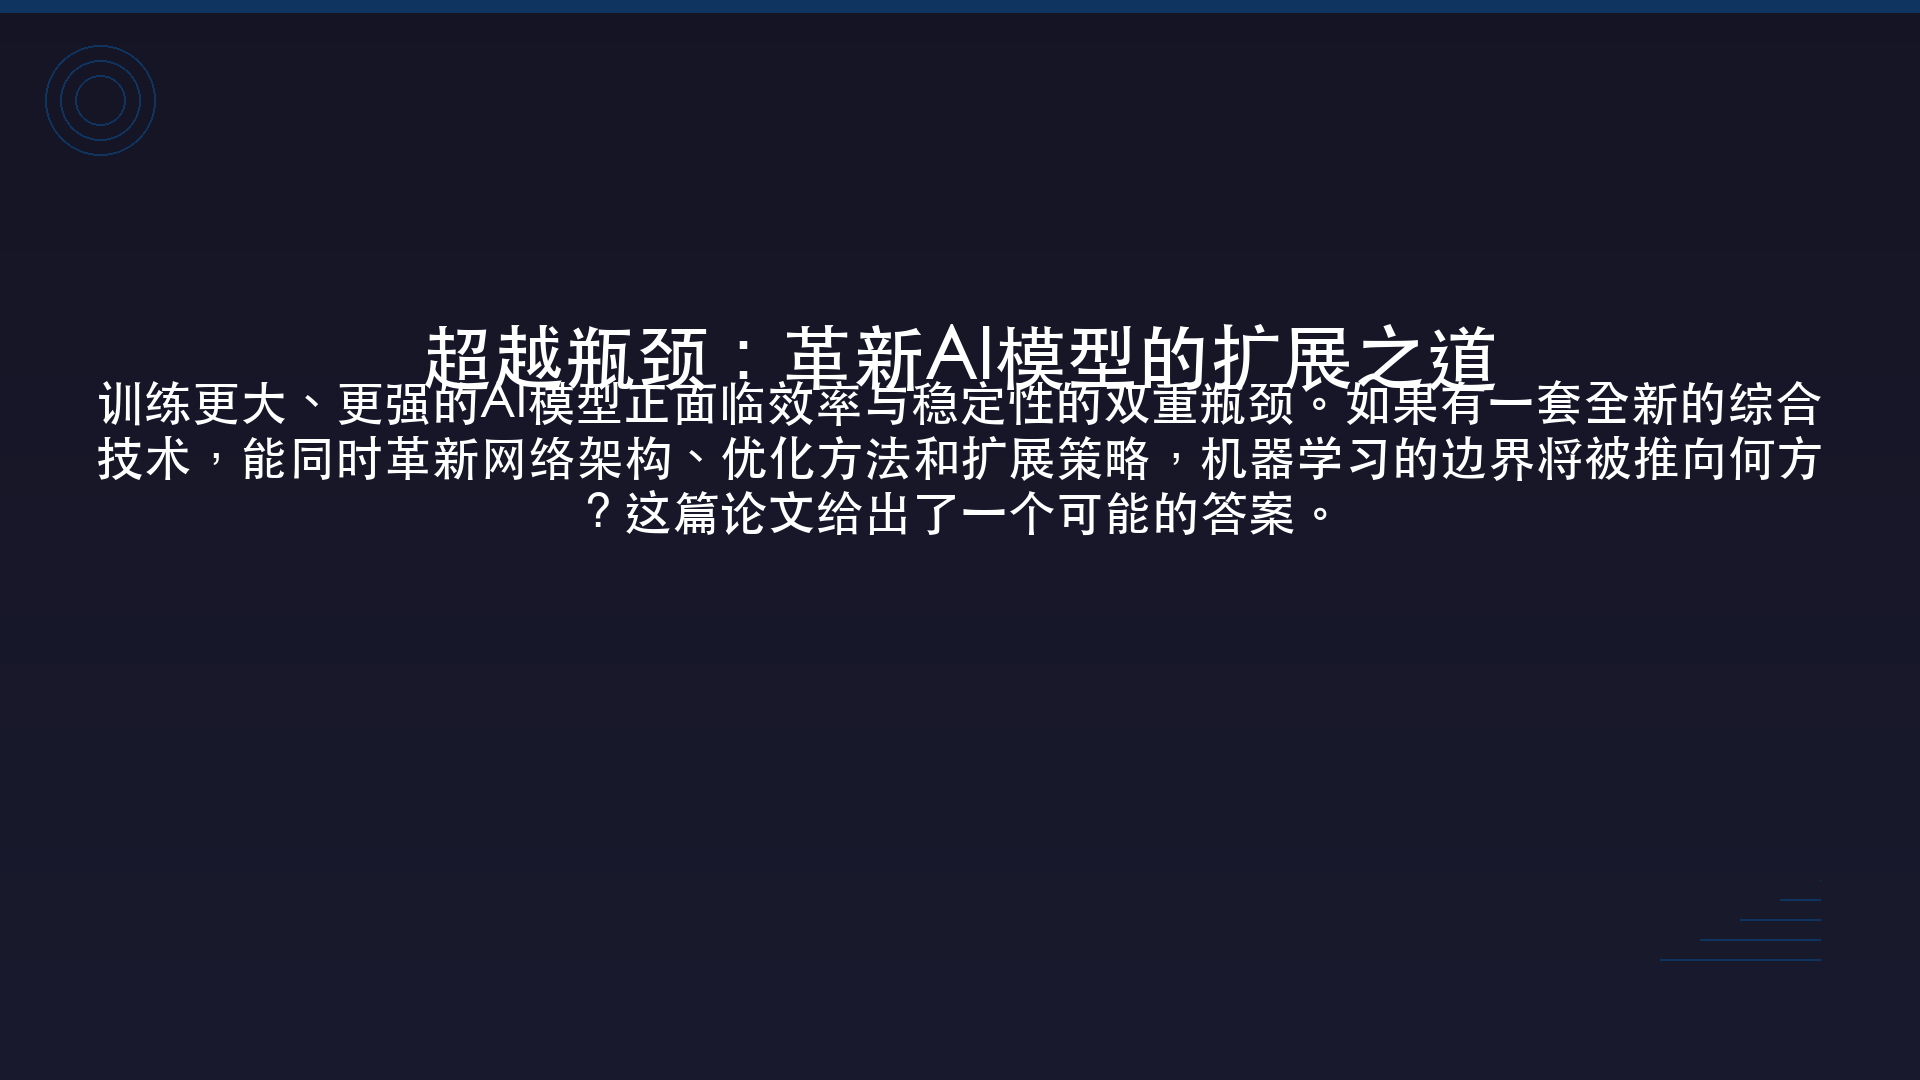 超越瓶颈：革新AI模型的扩展之道
训练更大、更强的AI模型正面临效率与稳定性的双重瓶颈。如果有一套全新的综合
技术，能同时革新网络架构、优化方法和扩展策略，机器学习的边界将被推向何方
？这篇论文给出了一个可能的答案。